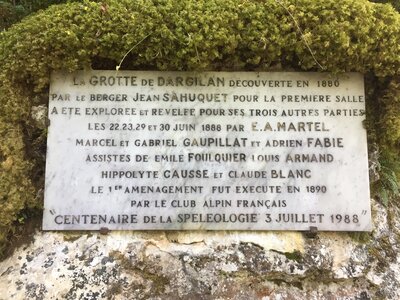 LA GROTTE DE DARGILAN DECOUVERTE EN 1880
PAR LE BERGER JEAN SAHUQUET POUR LA PREMIERE SALLE
A ETE EXPLOREE ET REVELEE POUR SES TROIS AUTRES PARTIES
LES 22.23.29 ET 30 JUIN 1888 PAR E.A.MARTEL
MARCEL ET GABRIEL GAUPILLAT ET ADRIEN FABIE
ASSISTES DE EMILE FOULQUIER LOUIS ARMAND
HIPPOLYTE CAUSSE ET CLAUDE BLANC
LE 1ER AMENAGEMENT FUT EXECUTE EN 1890
PAR LE CLUB ALPIN FRANÇAIS
"CENTENAIRE DE LA SPELEOLOGIE 3 JUILLET 1988"